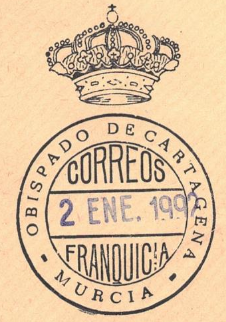 OBISPADO DE CARTAGENA
CORREOS
2 ENE. 1992
FRANQUICIA
- MURCIA -